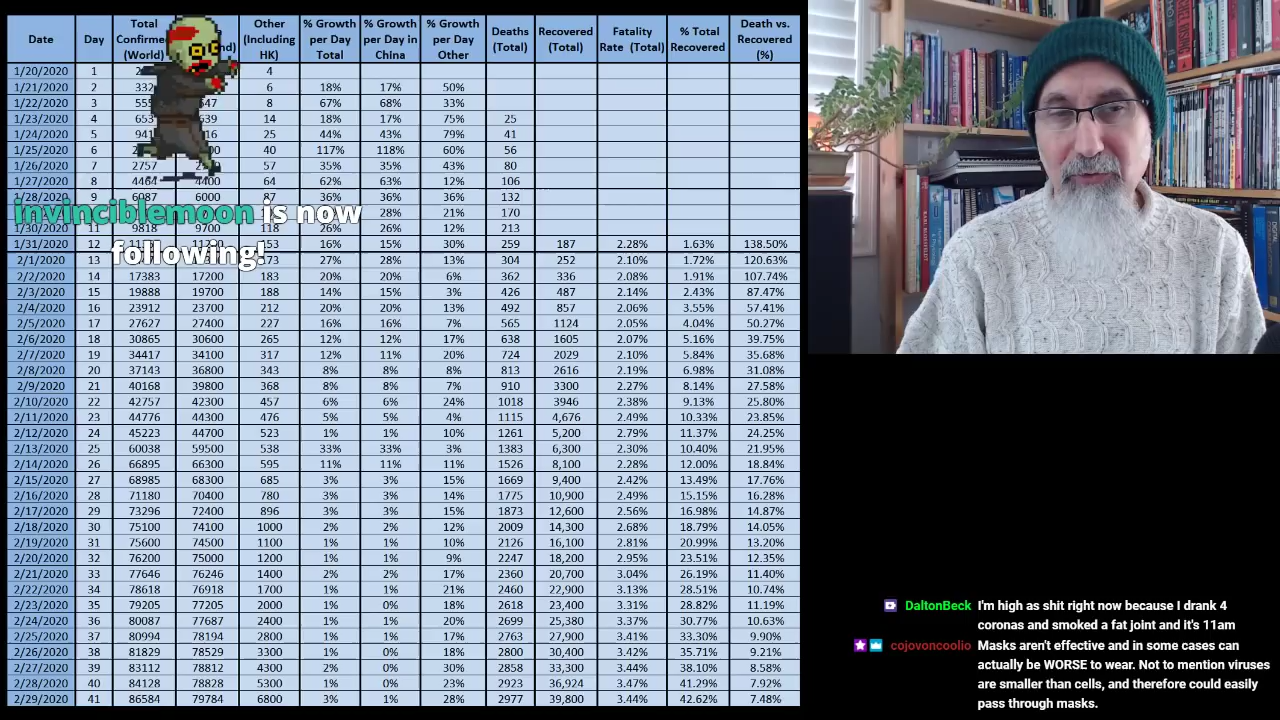 Date Day Total Confirmed (World) Other (Including HK) % Growth per Day Total % Growth per Day in China % Growth per Day Other Deaths (Total) Recovered (Total) Fatality Rate (Total) % Total Recovered Death vs. Recovered (%)
1/20/2020 1 4
1/21/2020 2 332 6 18% 17% 50%
1/22/2020 3 555 547 8 67% 68% 33%
1/23/2020 4 653 639 14 18% 17% 75% 25
1/24/2020 5 941 916 25 44% 43% 79% 41
1/25/2020 6 40 117% 118% 60% 56
1/26/2020 7 2757 57 35% 35% 43% 80
1/27/2020 8 4464 4400 64 62% 63% 12% 106
1/28/2020 9 6087 6000 87 36% 36% 36% 132
28% 21% 170
1/30/2020 11 9818 9700 118 26% 26% 12% 213
1/31/2020 12 153 16% 15% 30% 259 187 2.28% 1.63% 138.50%
2/1/2020 13 173 27% 28% 13% 304 252 2.10% 1.72% 120.63%
2/2/2020 14 17383 17200 183 20% 20% 6% 362 336 2.08% 1.91% 107.74%
2/3/2020 15 19888 19700 188 14% 15% 3% 426 487 2.14% 2.43% 87.47%
2/4/2020 16 23912 23700 212 20% 20% 13% 492 857 2.06% 3.55% 57.41%
2/5/2020 17 27627 27400 227 16% 16% 7% 565 1124 2.05% 4.04% 50.27%
2/6/2020 18 30865 30600 265 12% 12% 17% 638 1605 2.07% 5.16% 39.75%
2/7/2020 19 34417 34100 317 12% 11% 20% 724 2029 2.10% 5.84% 35.68%
2/8/2020 20 37143 36800 343 8% 8% 8% 813 2616 2.19% 6.98% 31.08%
2/9/2020 21 40168 39800 368 8% 8% 7% 910 3300 2.27% 8.14% 27.58%
2/10/2020 22 42757 42300 457 6% 6% 24% 1018 3946 2.38% 9.13% 25.80%
2/11/2020 23 44776 44300 476 5% 5% 4% 1115 4,676 2.49% 10.33% 23.85%
2/12/2020 24 45223 44700 523 1% 1% 10% 1261 5,200 2.79% 11.37% 24.25%
2/13/2020 25 60038 59500 538 33% 33% 3% 1383 6,300 2.30% 10.40% 21.95%
2/14/2020 26 66895 66300 595 11% 11% 11% 1526 8,100 2.28% 12.00% 18.84%
2/15/2020 27 68985 68300 685 3% 3% 15% 1669 9,400 2.42% 13.49% 17.76%
2/16/2020 28 71180 70400 780 3% 3% 14% 1775 10,900 2.49% 15.15% 16.28%
2/17/2020 29 73296 72400 896 3% 3% 15% 1873 12,600 2.56% 16.98% 14.87%
2/18/2020 30 75100 74100 1000 2% 2% 12% 2009 14,300 2.68% 18.79% 14.05%
2/19/2020 31 75600 74500 1100 1% 1% 10% 2126 16,100 2.81% 20.99% 13.20%
2/20/2020 32 76200 75000 1200 1% 1% 9% 2247 18,200 2.95% 23.51% 12.35%
2/21/2020 33 77646 76246 1400 2% 2% 17% 2360 20,700 3.04% 26.19% 11.40%
2/22/2020 34 78618 76918 1700 1% 1% 21% 2460 22,900 3.13% 28.51% 10.74%
2/23/2020 35 79205 77205 2000 1% 0% 18% 2618 23,400 3.31% 28.82% 11.19%
2/24/2020 36 80087 77687 2400 1% 1% 20% 2699 25,380 3.37% 30.77% 10.63%
2/25/2020 37 80994 78194 2800 1% 1% 17% 2763 27,900 3.41% 33.30% 9.90%
2/26/2020 38 81822 78529 3300 1% 0% 18% 2800 30,400 3.42% 35.71% 9.21%
2/27/2020 39 83112 78812 4300 2% 0% 30% 2858 33,300 3.44% 38.10% 8.58%
2/28/2020 40 84128 78828 5300 1% 0% 23% 2923 36,924 3.47% 41.29% 7.92%
2/29/2020 41 86584 79784 6800 3% 1% 28% 2977 39,800 3.44% 42.62% 7.48%
invinciblemoon is now
following!
DaltonBeck I'm high as shit right now because I drank 4
coronas and smoked a fat joint and it's 11am
cojovoncoolio Masks aren't effective and in some cases can
actually be WORSE to wear. Not to mention viruses
are smaller than cells, and therefore could easily
pass through masks.